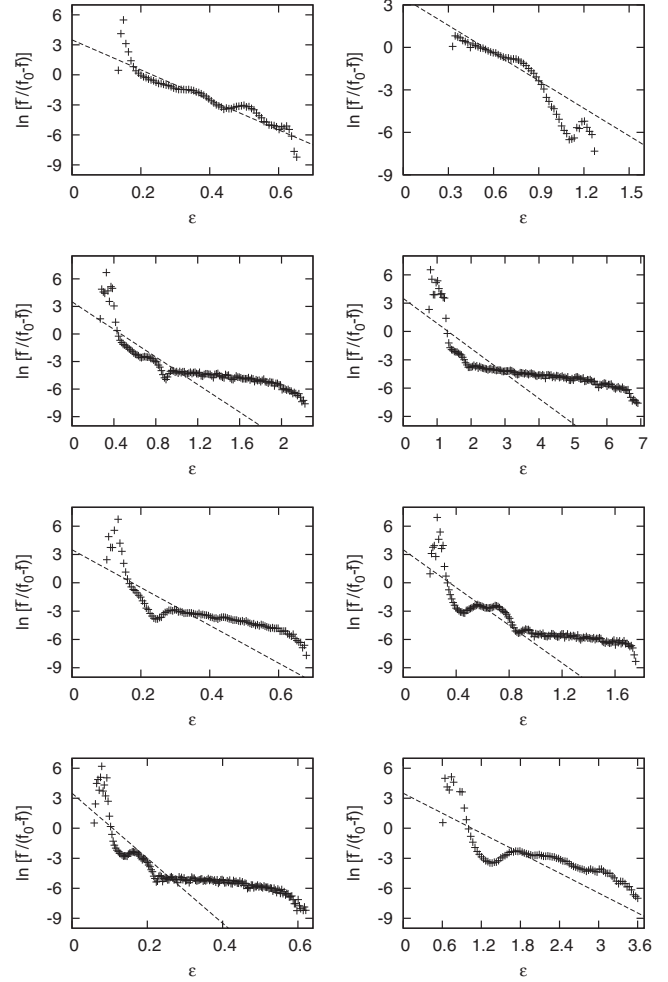 6
3
0
-3
-6
-9
ln [f̅/(f₀-f̅)]
0 0.2 0.4 0.6
ε
3
0
-3
-6
-9
ln [f̅/(f₀-f̅)]
0 0.3 0.6 0.9 1.2 1.5
ε
6
3
0
-3
-6
-9
ln [f̅/(f₀-f̅)]
0 0.4 0.8 1.2 1.6 2
ε
6
3
0
-3
-6
-9
ln [f̅/(f₀-f̅)]
0 1 2 3 4 5 6 7
ε
6
3
0
-3
-6
-9
ln [f̅/(f₀-f̅)]
0 0.2 0.4 0.6
ε
6
3
0
-3
-6
-9
ln [f̅/(f₀-f̅)]
0 0.4 0.8 1.2 1.6
ε
6
3
0
-3
-6
-9
ln [f̅/(f₀-f̅)]
0 0.2 0.4 0.6
ε
6
3
0
-3
-6
-9
ln [f̅/(f₀-f̅)]
0 0.6 1.2 1.8 2.4 3 3.6
ε